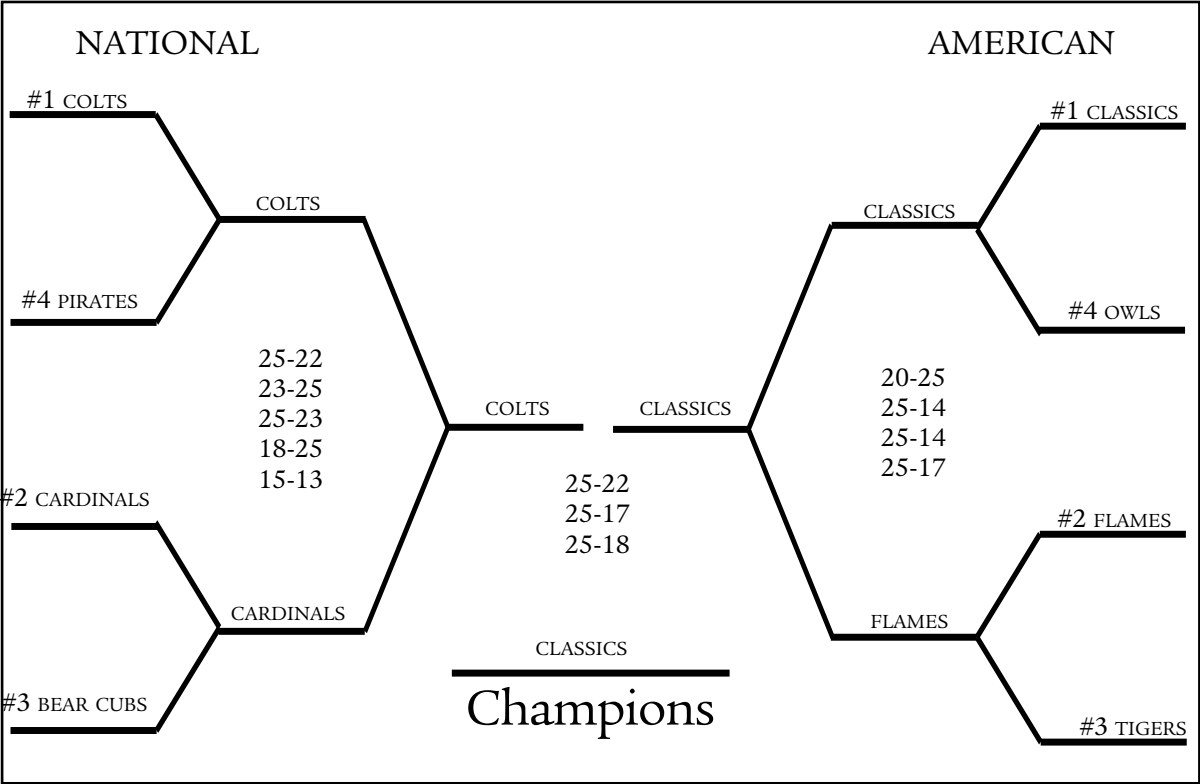 NATIONAL
AMERICAN
#1 COLTS
#1 CLASSICS
COLTS
CLASSICS
#4 PIRATES
#4 OWLS
25-22
23-25
25-23
18-25
15-13
20-25
25-14
25-14
25-17
COLTS
CLASSICS
25-22
25-17
25-18
#2 CARDINALS
#2 FLAMES
CARDINALS
FLAMES
CLASSICS
Champions
#3 BEAR CUBS
#3 TIGERS